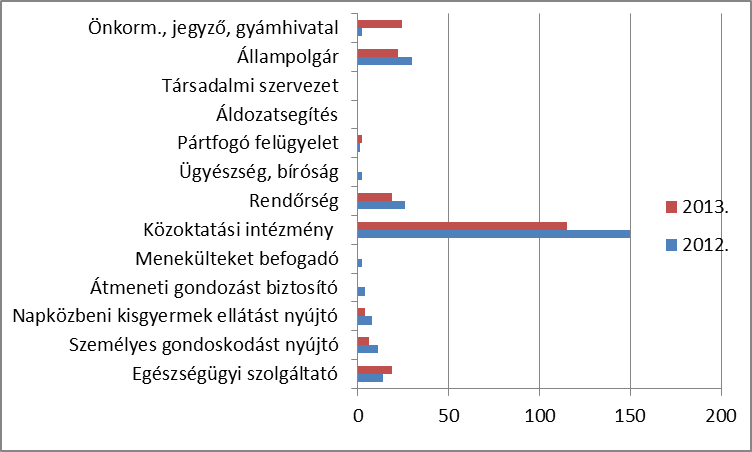 Önkorm., jegyző, gyámhivatal
Állampolgár
Társadalmi szervezet
Áldozatsegítés
Pártfogó felügyelet
Ügyészség, bíróság
Rendőrség
Közoktatási intézmény
Menekülteket befogadó
Átmeneti gondozást biztosító
Napközbeni kisgyermek ellátást nyújtó
Személyes gondoskodást nyújtó
Egészségügyi szolgáltató
2013.
2012.
0 50 100 150 200